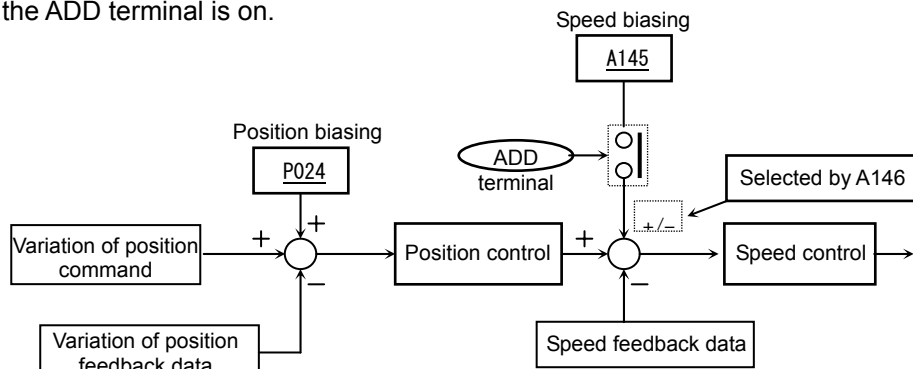 the ADD terminal is on.
Speed biasing
A145
Position biasing
P024
ADD
terminal
Selected by A146
+
+/−
Variation of position
command
+
Position control
+
Speed control
−
−
Variation of position
feedback data
Speed feedback data